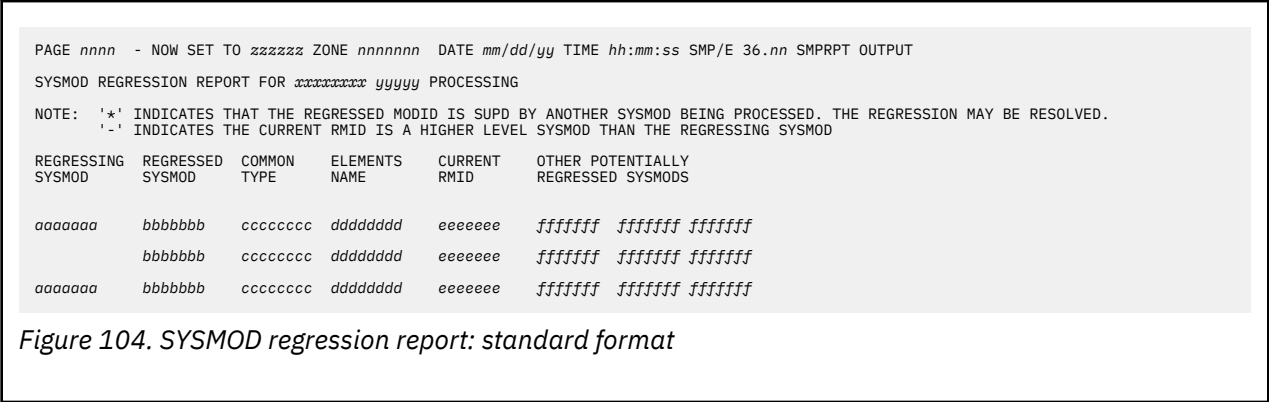 PAGE nnnn - NOW SET TO zzzzzz ZONE nnnnnnn DATE mm/dd/yy TIME hh:mm:ss SMP/E 36.nn SMPRPT OUTPUT
SYSMOD REGRESSION REPORT FOR xxxxxxxx yyyyy PROCESSING
NOTE: '*' INDICATES THAT THE REGRESSED MODID IS SUPD BY ANOTHER SYSMOD BEING PROCESSED. THE REGRESSION MAY BE RESOLVED.
'-' INDICATES THE CURRENT RMID IS A HIGHER LEVEL SYSMOD THAN THE REGRESSING SYSMOD
REGRESSING REGRESSED COMMON ELEMENTS CURRENT OTHER POTENTIALLY
SYSMOD SYSMOD TYPE NAME RMID REGRESSED SYSMODS
aaaaaaa bbbbbbb cccccccc dddddddd eeeeeee fffffff fffffff fffffff
bbbbbbb cccccccc dddddddd eeeeeee fffffff fffffff fffffff
aaaaaaa bbbbbbb cccccccc dddddddd eeeeeee fffffff fffffff fffffff
Figure 104. SYSMOD regression report: standard format